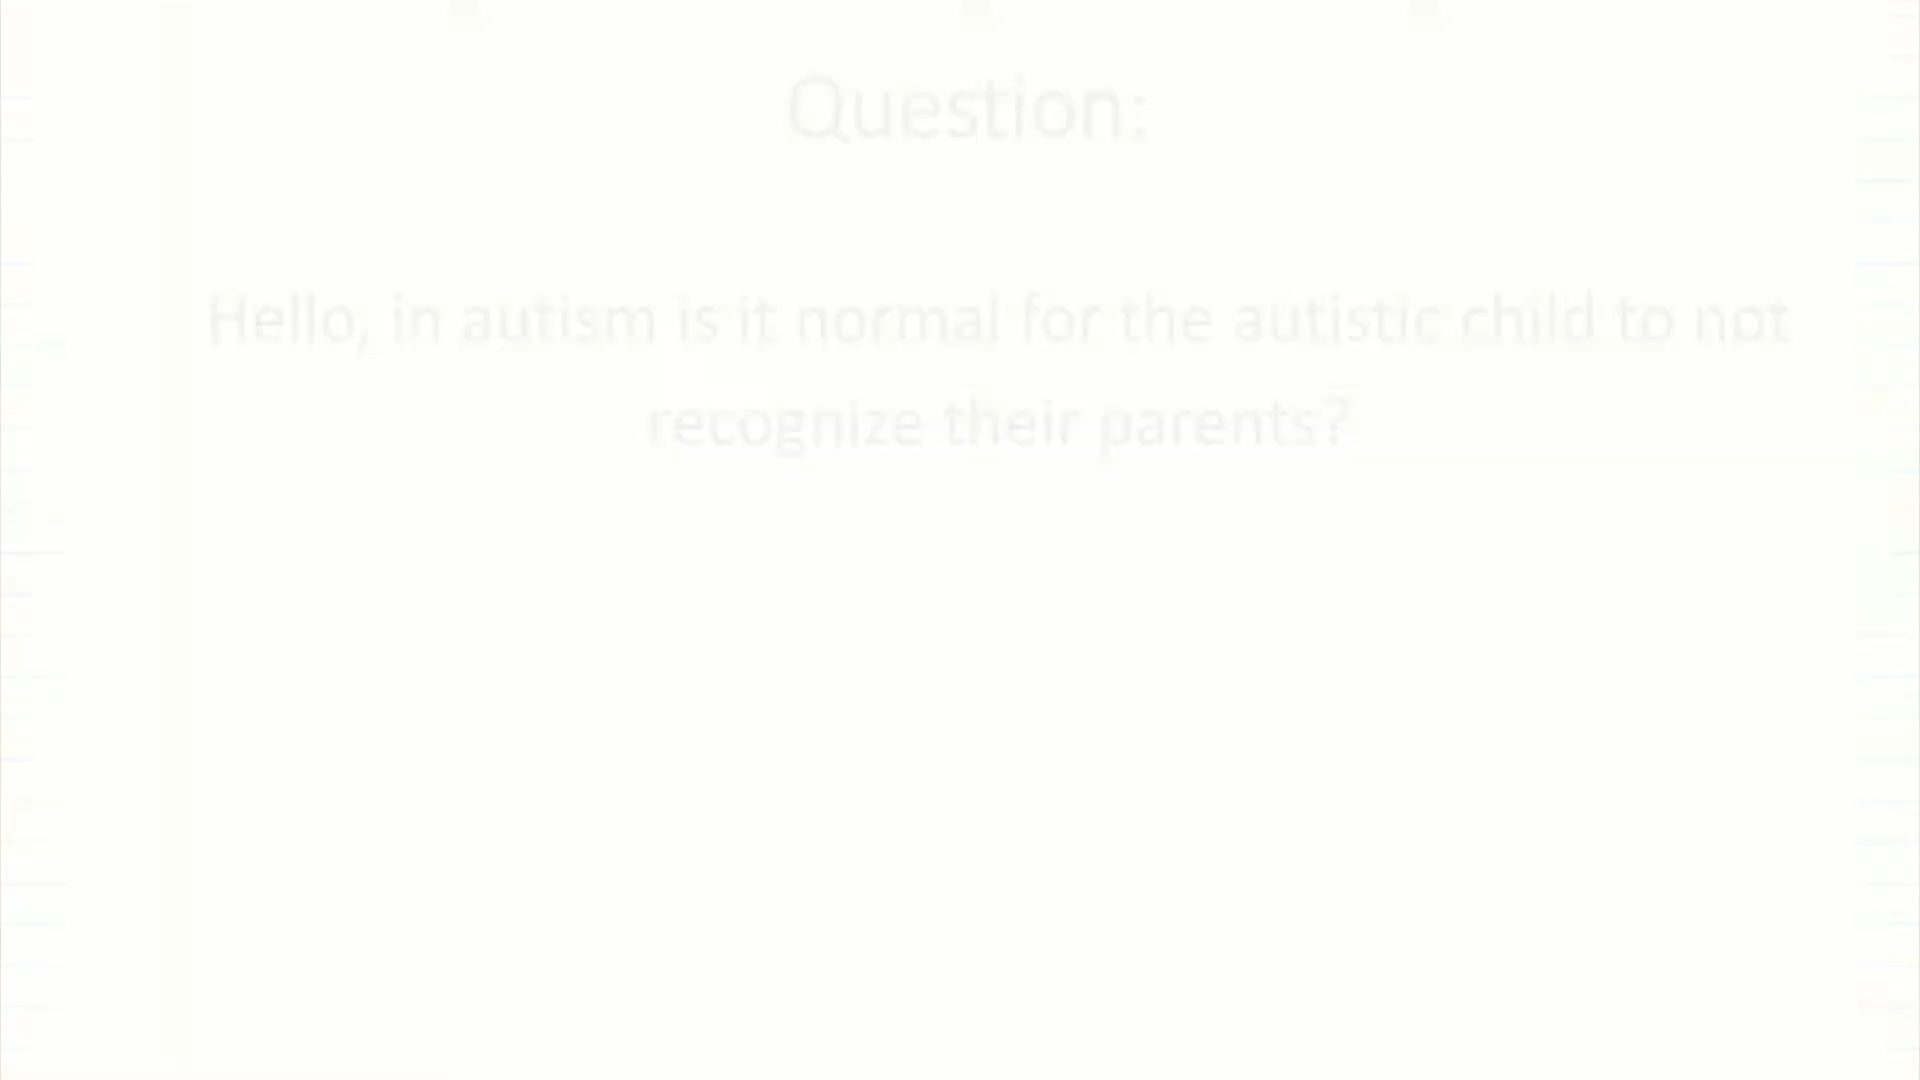 Question:
Hello, in autism is it normal for the autistic child to not
recognize their parents?